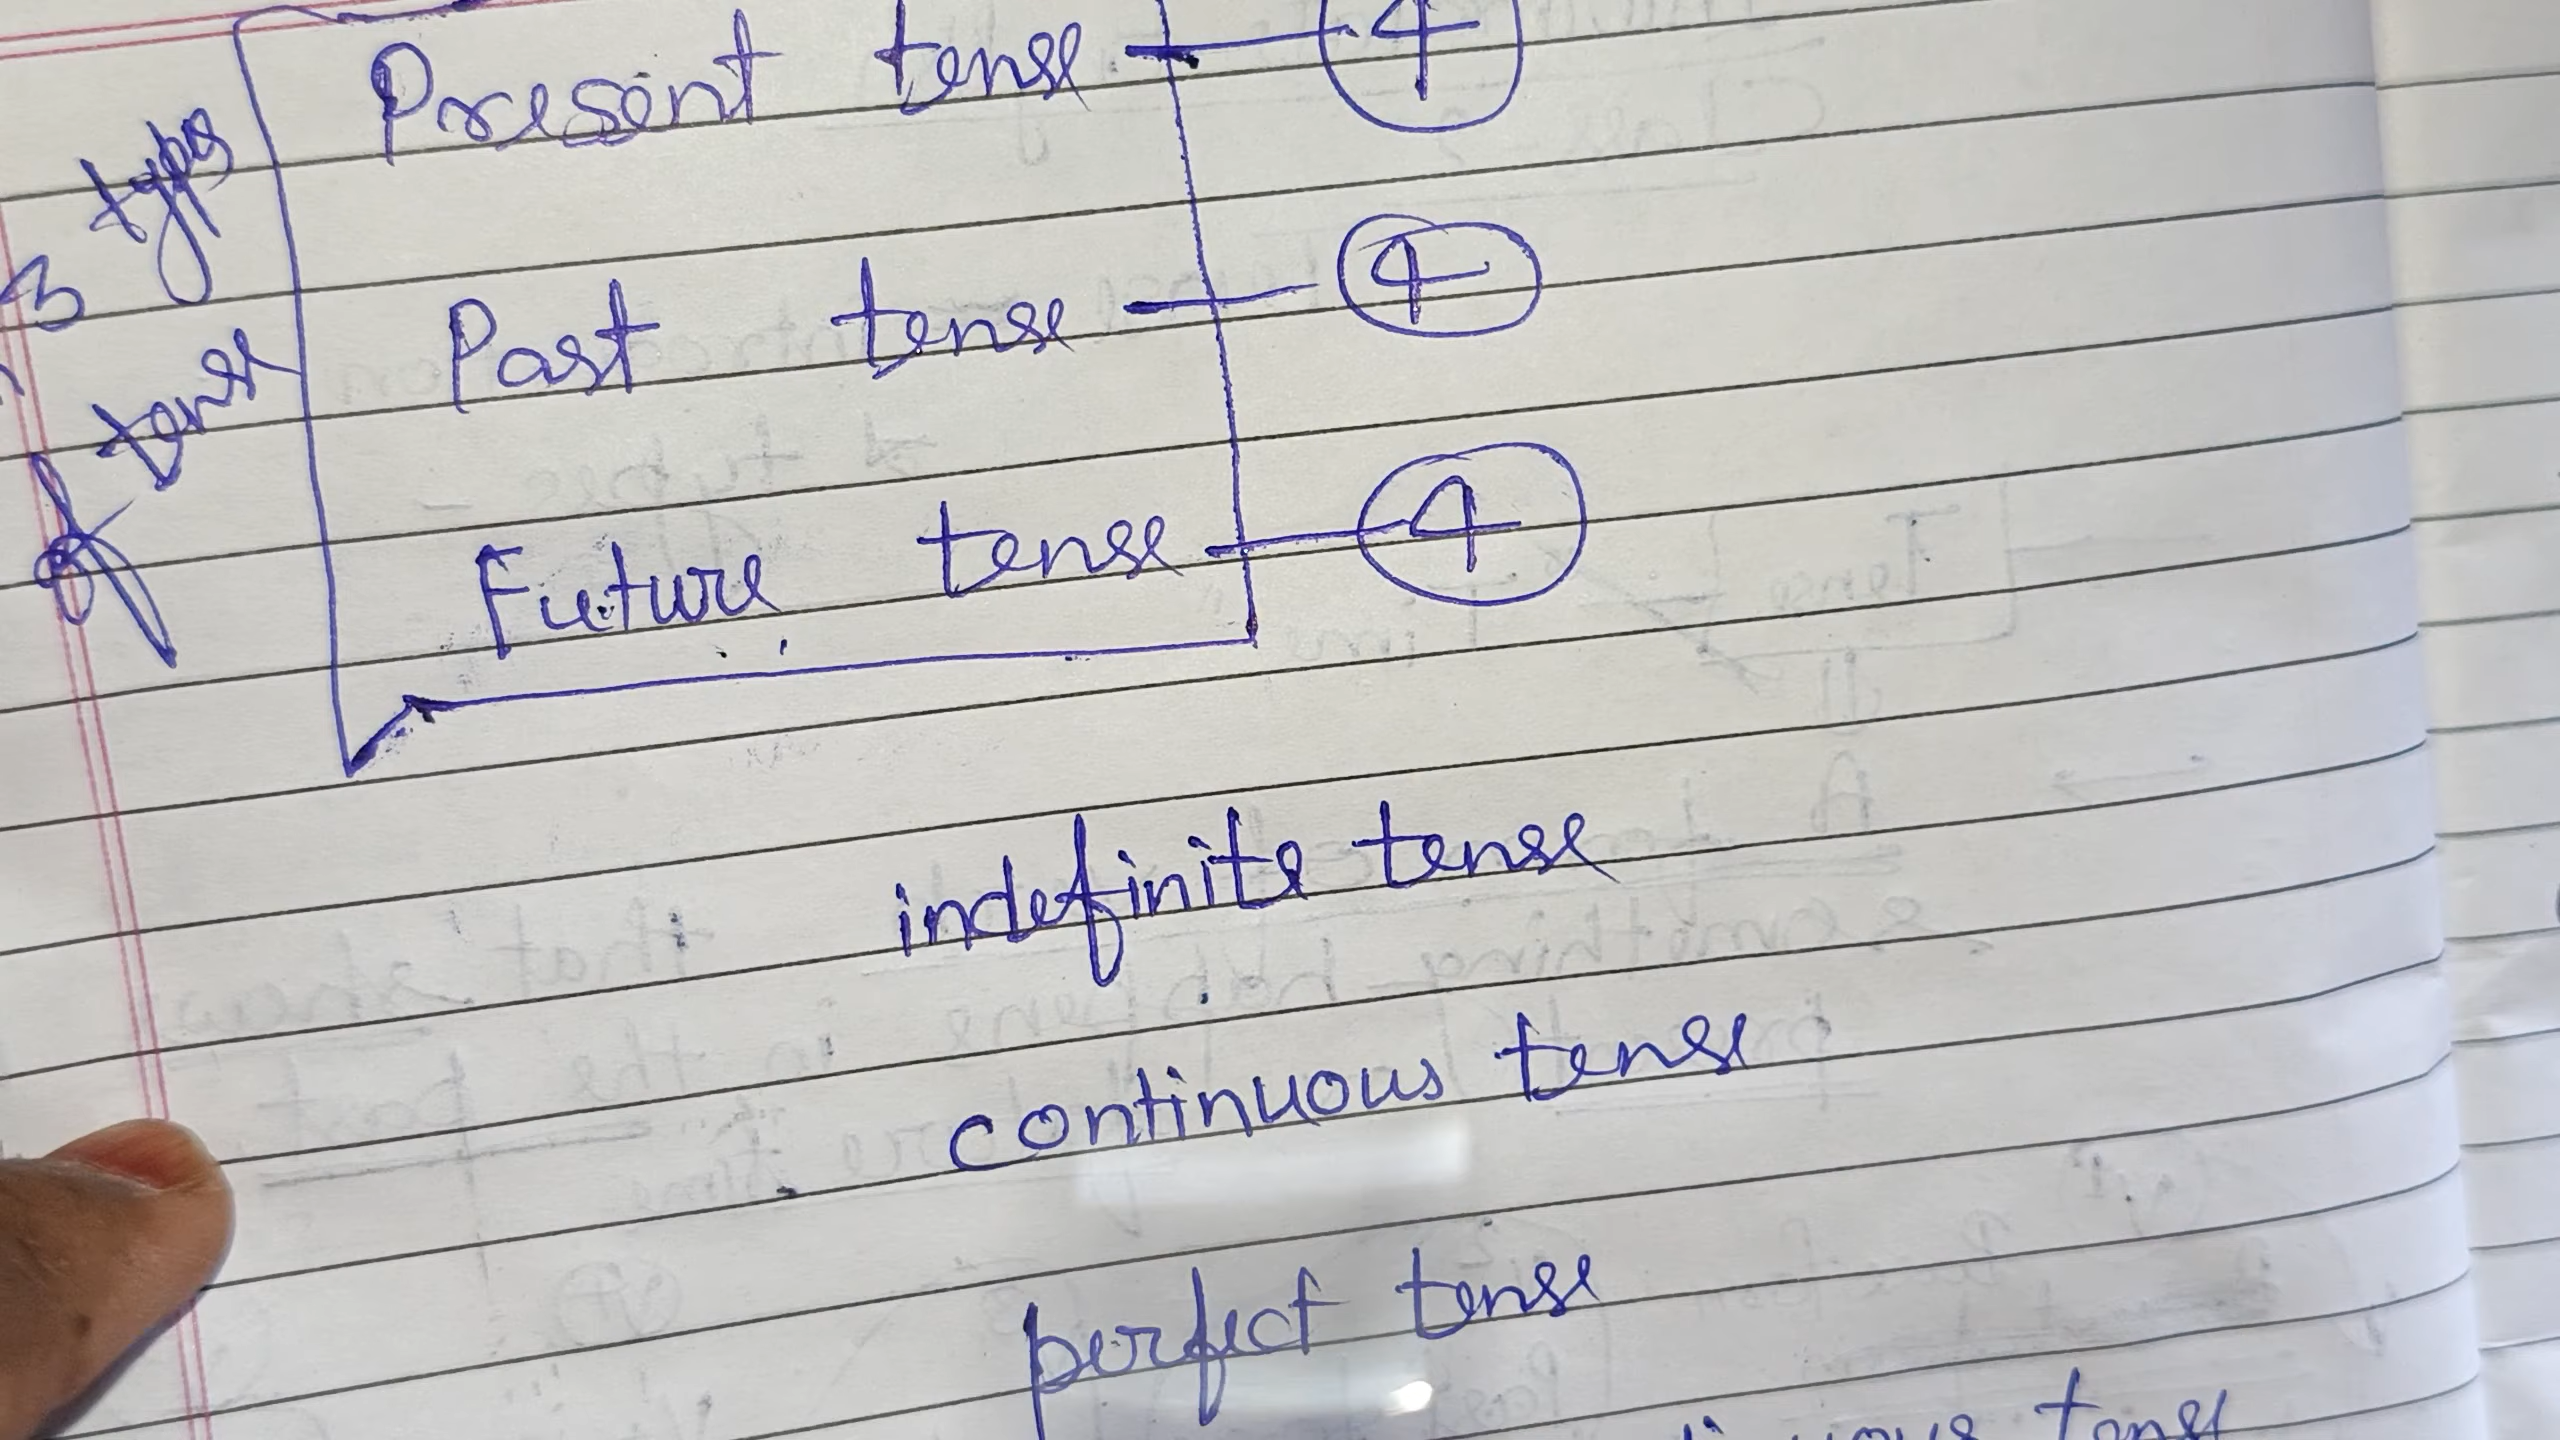 3 types
of tense
Present tense — 4
Past tense — 4
Future tense — 4
indefinite tense
continuous tense
perfect tense
tense